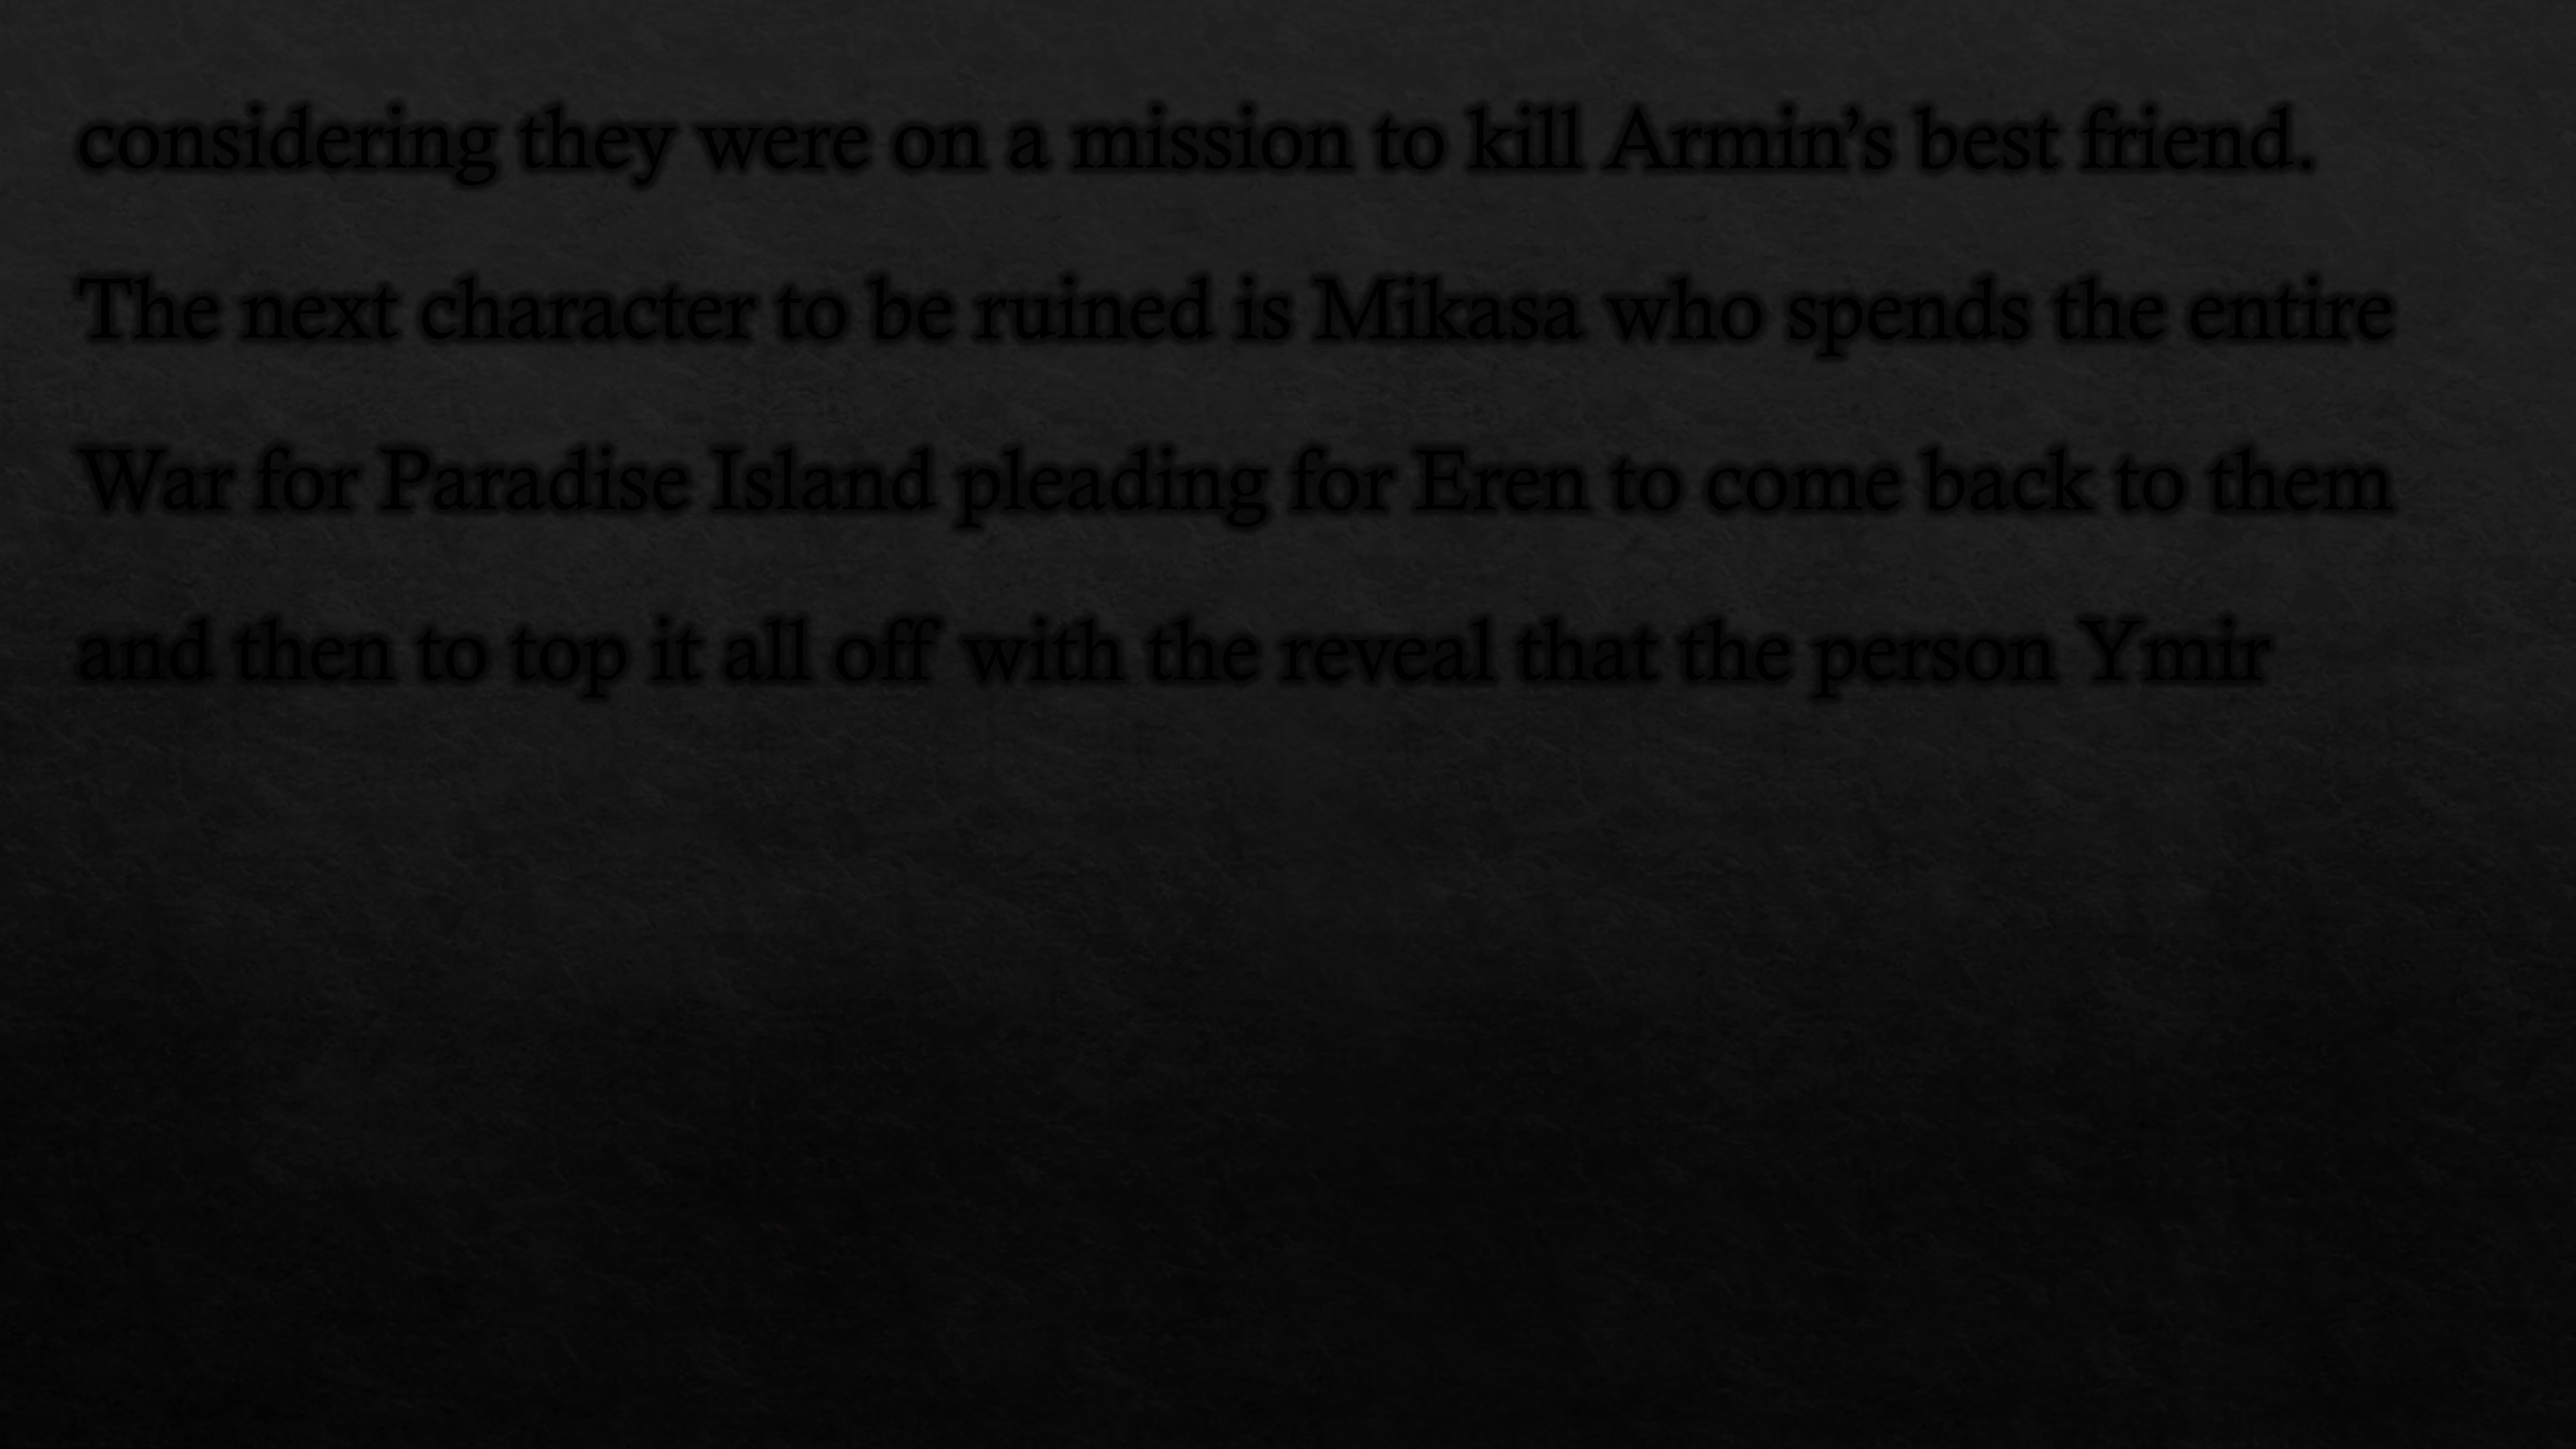 considering they were on a mission to kill Armin’s best friend.
The next character to be ruined is Mikasa who spends the entire
War for Paradise Island pleading for Eren to come back to them
and then to top it all off with the reveal that the person Ymir